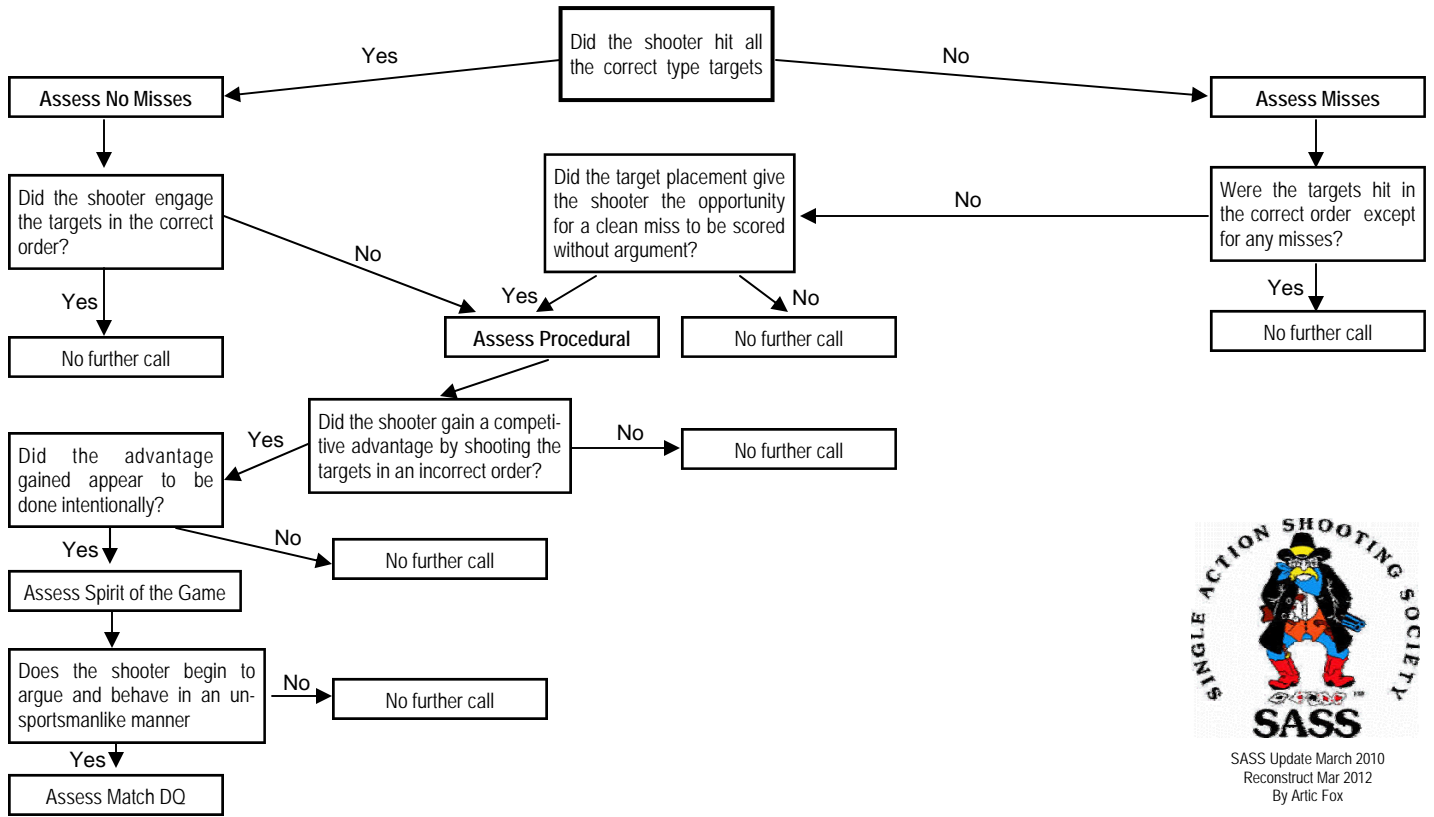 Did the shooter hit all
the correct type targets
Yes
No
Assess No Misses
Assess Misses
Did the shooter engage
the targets in the correct
order?
Did the target placement give
the shooter the opportunity
for a clean miss to be scored
without argument?
No
Were the targets hit in
the correct order except
for any misses?
No
Yes
Yes
No
Yes
No further call
Assess Procedural
No further call
No further call
Did the shooter gain a competi-
tive advantage by shooting the
targets in an incorrect order?
Yes
No
No further call
Did the advantage
gained appear to be
done intentionally?
Yes
No
No further call
Assess Spirit of the Game
Does the shooter begin to
argue and behave in an un-
sportsmanlike manner
No
No further call
Yes
Assess Match DQ
SINGLE ACTION SHOOTING SOCIETY
SASS
SASS Update March 2010
Reconstruct Mar 2012
By Artic Fox